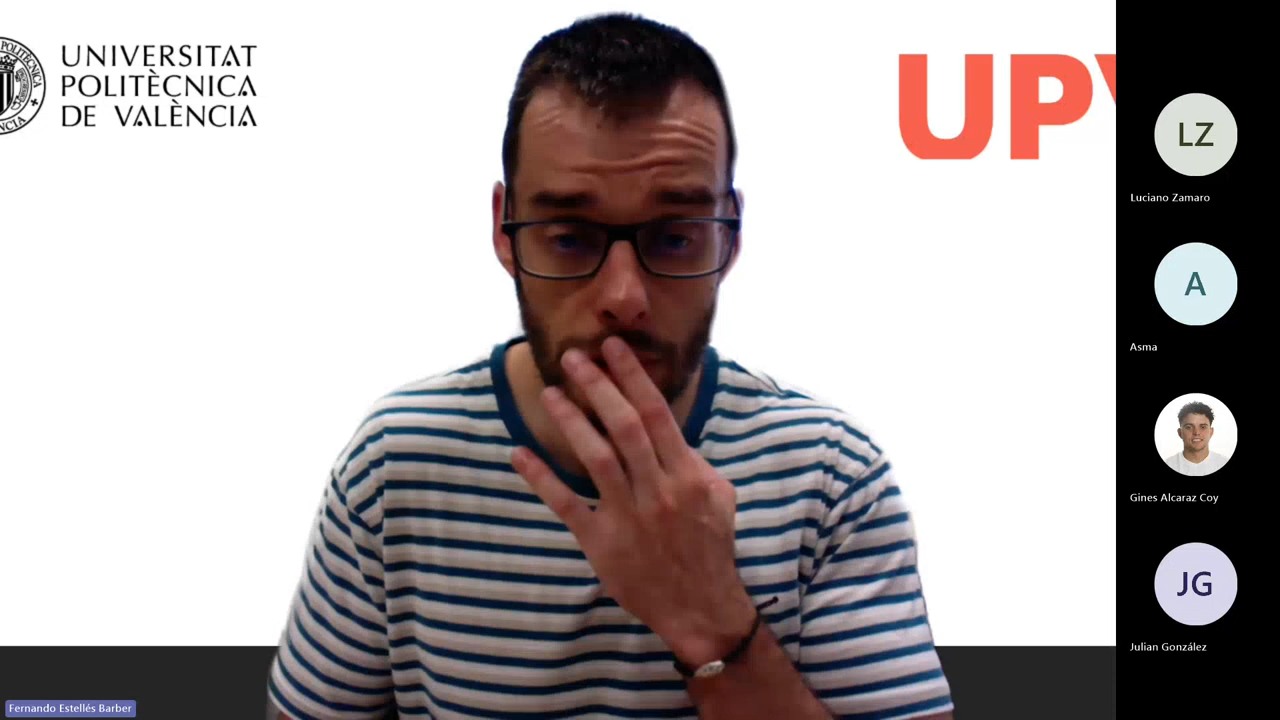 UNIVERSITAT
POLITÈCNICA
DE VALÈNCIA
UPV
LZ
Luciano Zamaro
A
Asma
Gines Alcaraz Coy
JG
Julian González
Fernando Estellés Barber